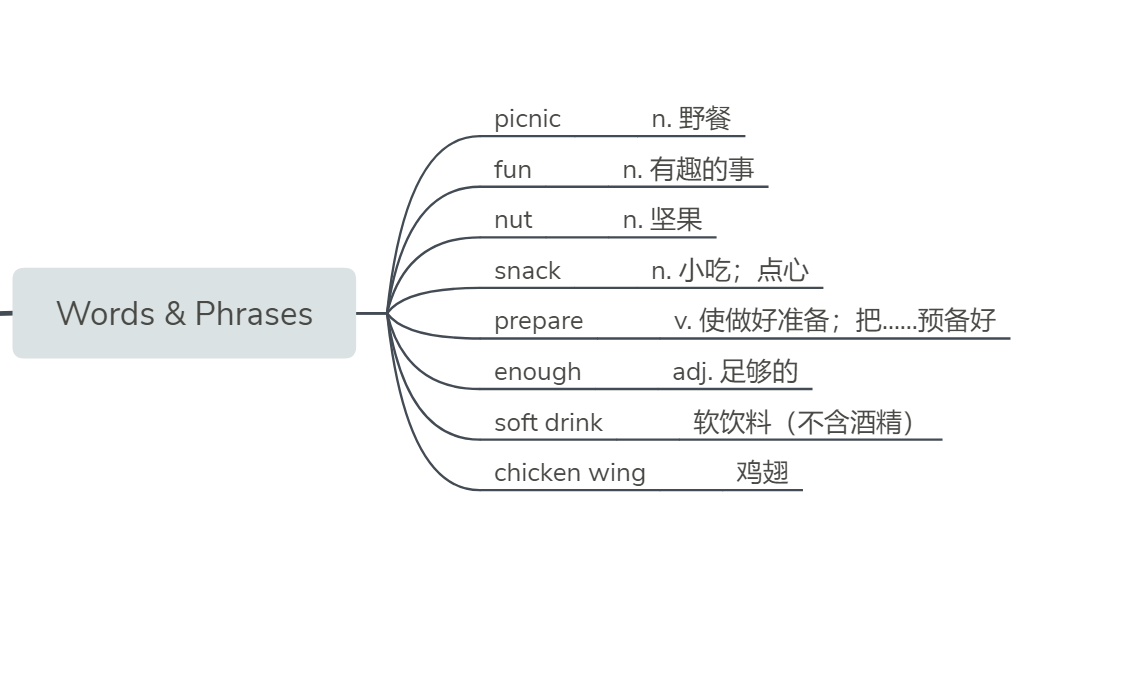 Words & Phrases
picnic n. 野餐
fun n. 有趣的事
nut n. 坚果
snack n. 小吃；点心
prepare v. 使做好准备；把……预备好
enough adj. 足够的
soft drink 软饮料（不含酒精）
chicken wing 鸡翅